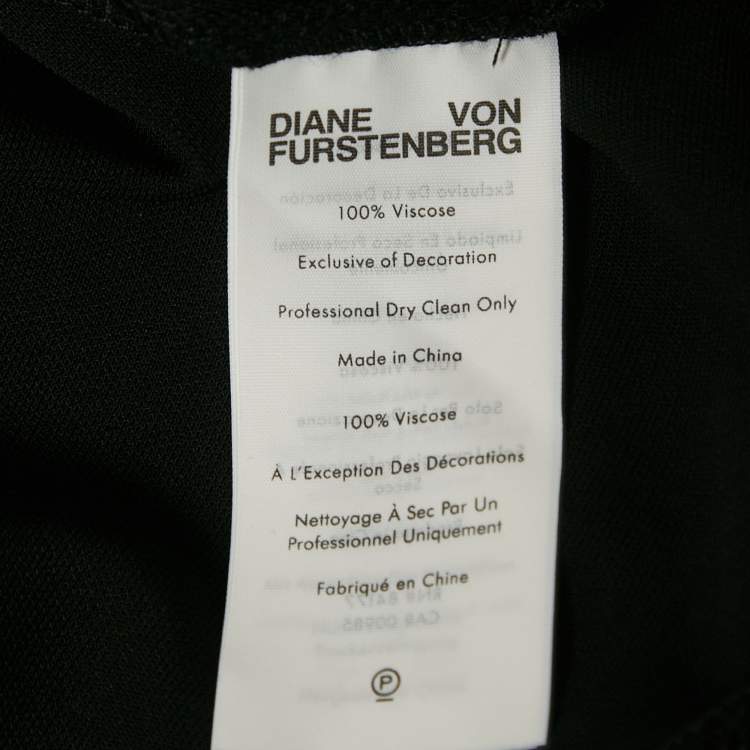 DIANE VON
FURSTENBERG
100% Viscose
Exclusive of Decoration
Professional Dry Clean Only
Made in China
100% Viscose
À L'Exception Des Décorations
Nettoyage À Sec Par Un
Professionnel Uniquement
Fabriqué en Chine
P